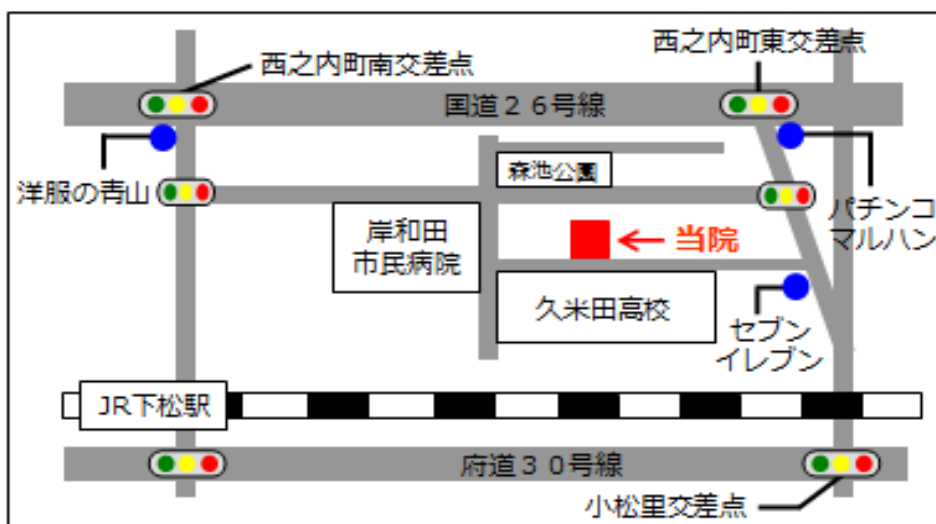 西之内町南交差点
西之内町東交差点
国道２６号線
洋服の青山
森池公園
パチンコ
マルハン
岸和田
市民病院
当院
久米田高校
セブン
イレブン
JR下松駅
府道３０号線
小松里交差点